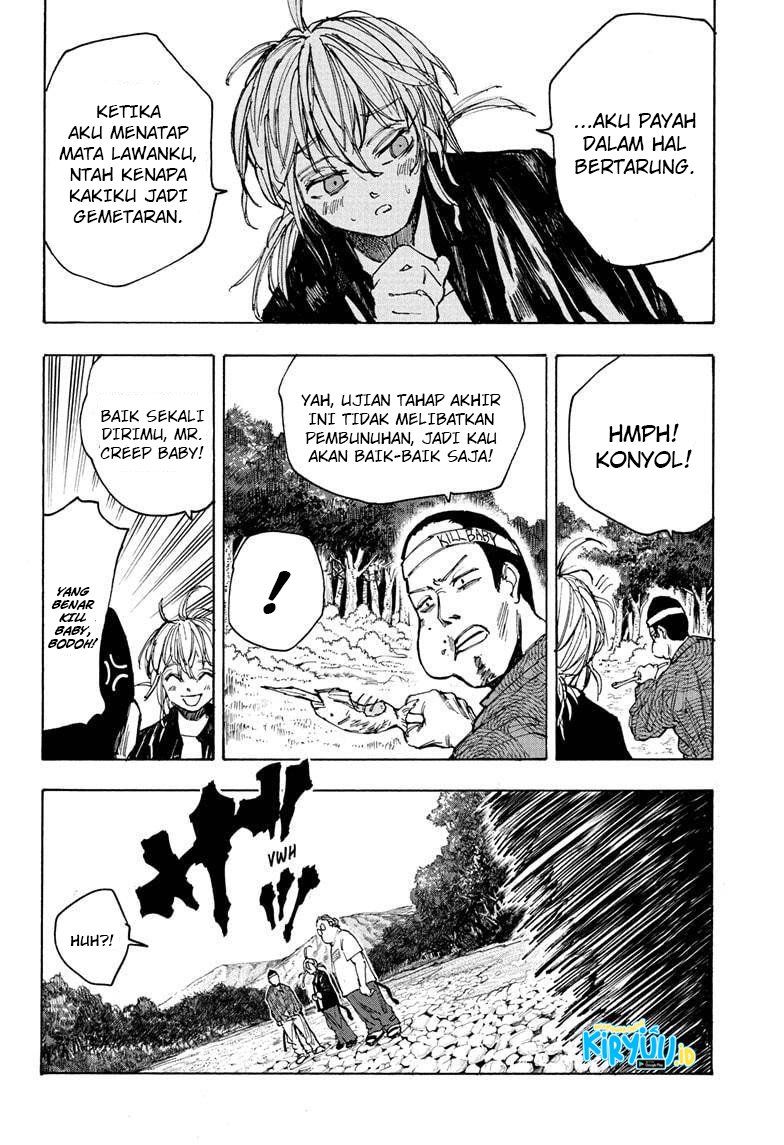 ...AKU PAYAH
DALAM HAL
BERTARUNG.
KETIKA
AKU MENATAP
MATA LAWANKU,
NTAH KENAPA
KAKIKU JADI
GEMETARAN.
HMPH!
KONYOL!
YAH, UJIAN TAHAP AKHIR
INI TIDAK MELIBATKAN
PEMBUNUHAN, JADI KAU
AKAN BAIK-BAIK SAJA!
KILL BABY
!
BAIK SEKALI
DIRIMU, MR.
CREEP BABY!
YANG
BENAR
KILL
BABY,
BODOH!
VWH
HUH?!
KIRYUU.ID